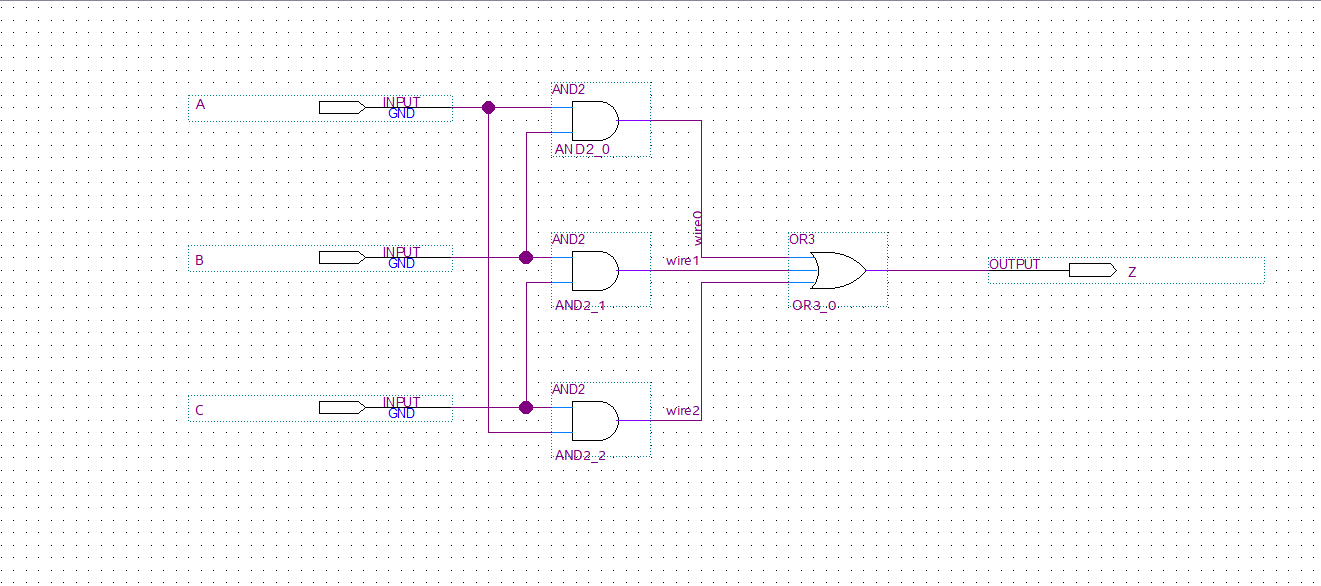 AND2
A
INPUT
GND
AND2_0
wire0
AND2
OR3
B
INPUT
GND
wire1
OUTPUT
Z
AND2_1
OR3_0
AND2
C
INPUT
GND
wire2
AND2_2